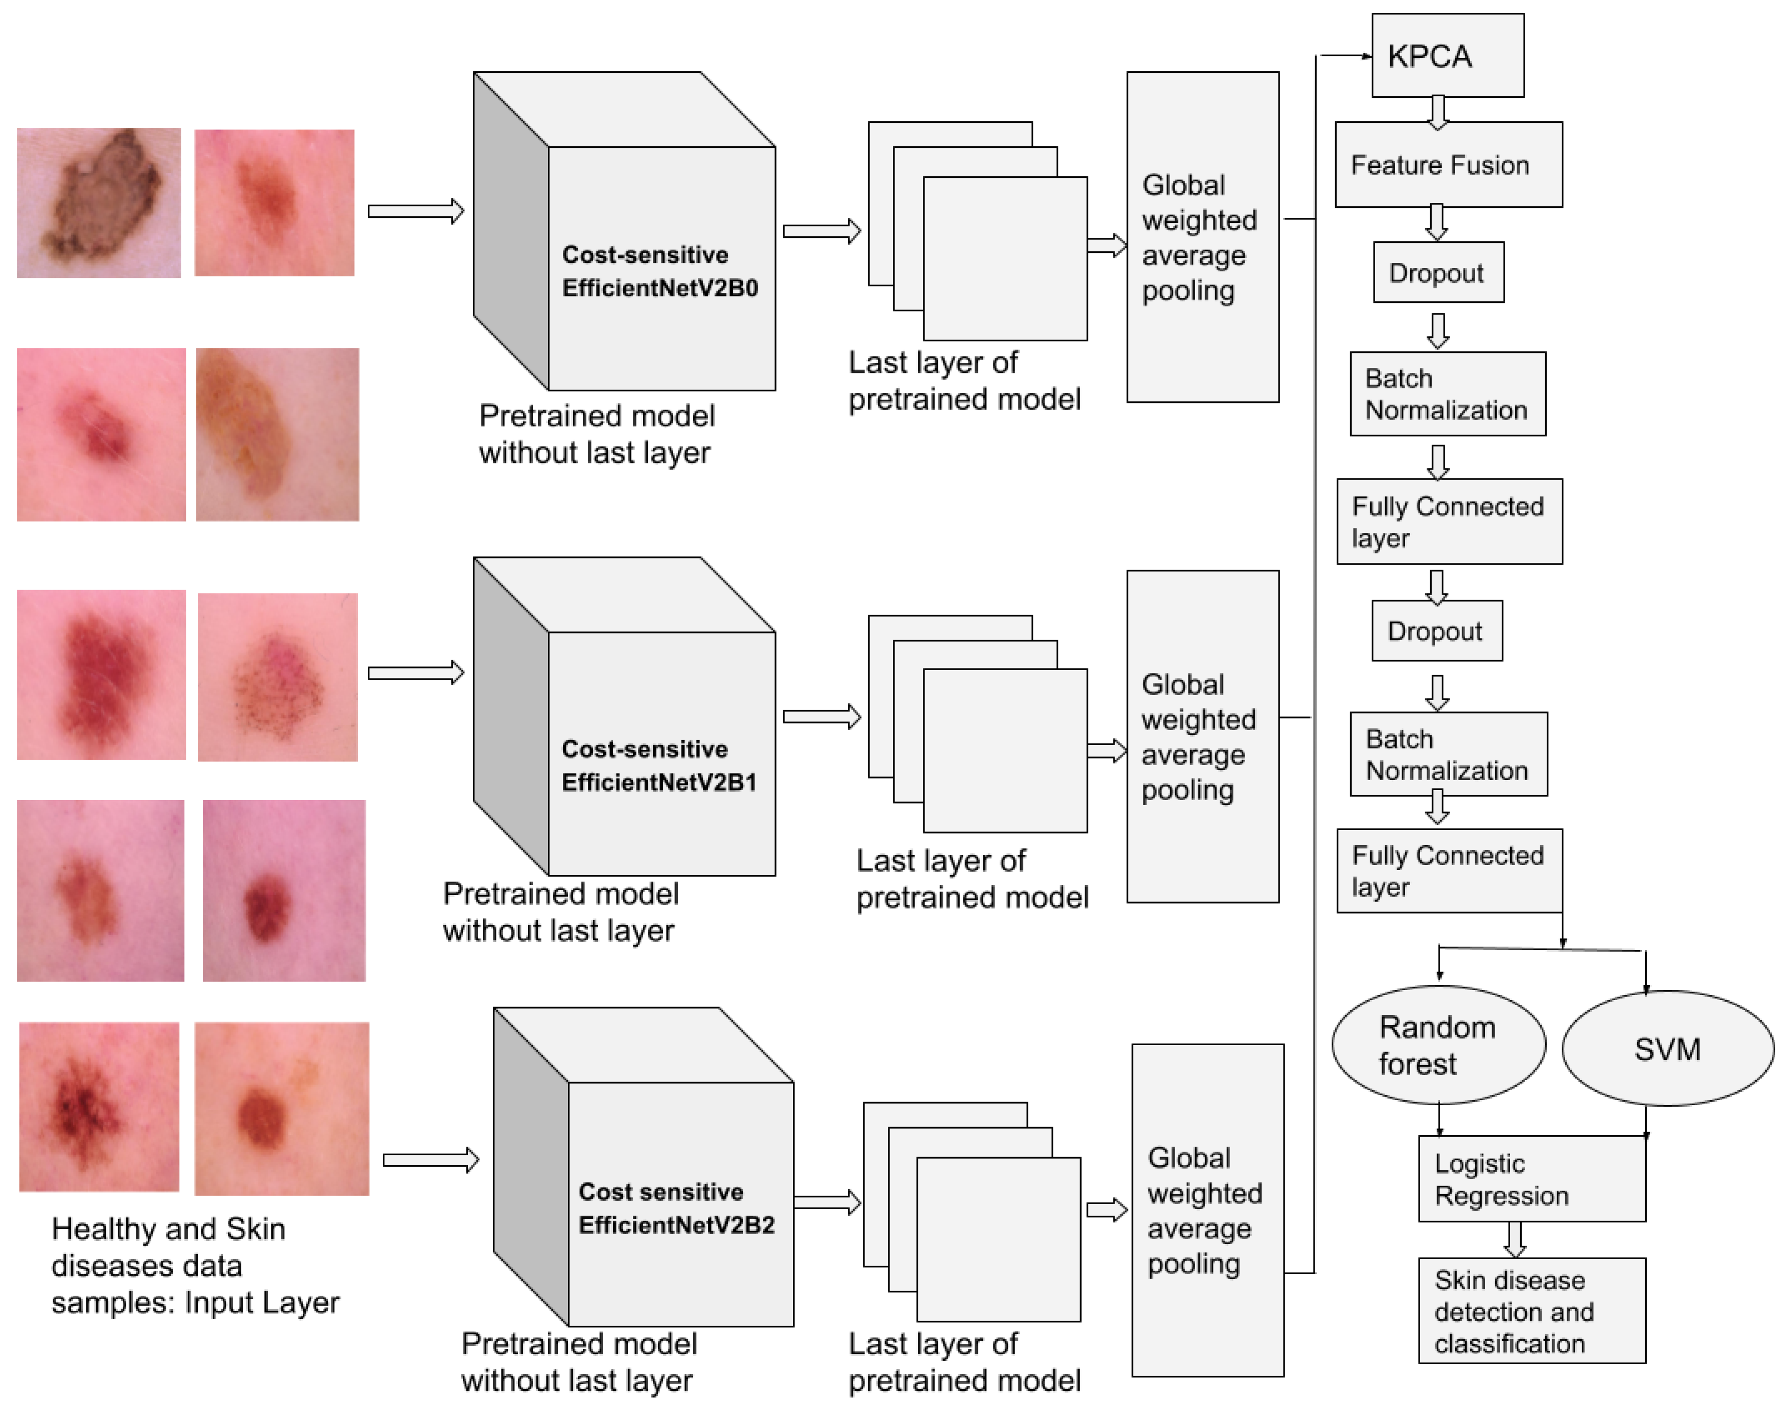 Cost-sensitive
EfficientNetV2B0
Pretrained model
without last layer
Last layer of
pretrained model
Global
weighted
average
pooling
Cost-sensitive
EfficientNetV2B1
Pretrained model
without last layer
Last layer of
pretrained model
Global
weighted
average
pooling
Healthy and Skin
diseases data
samples: Input Layer
Cost sensitive
EfficientNetV2B2
Pretrained model
without last layer
Last layer of
pretrained model
Global
weighted
average
pooling
KPCA
Feature Fusion
Dropout
Batch
Normalization
Fully Connected
layer
Dropout
Batch
Normalization
Fully Connected
layer
Random
forest
SVM
Logistic
Regression
Skin disease
detection and
classification